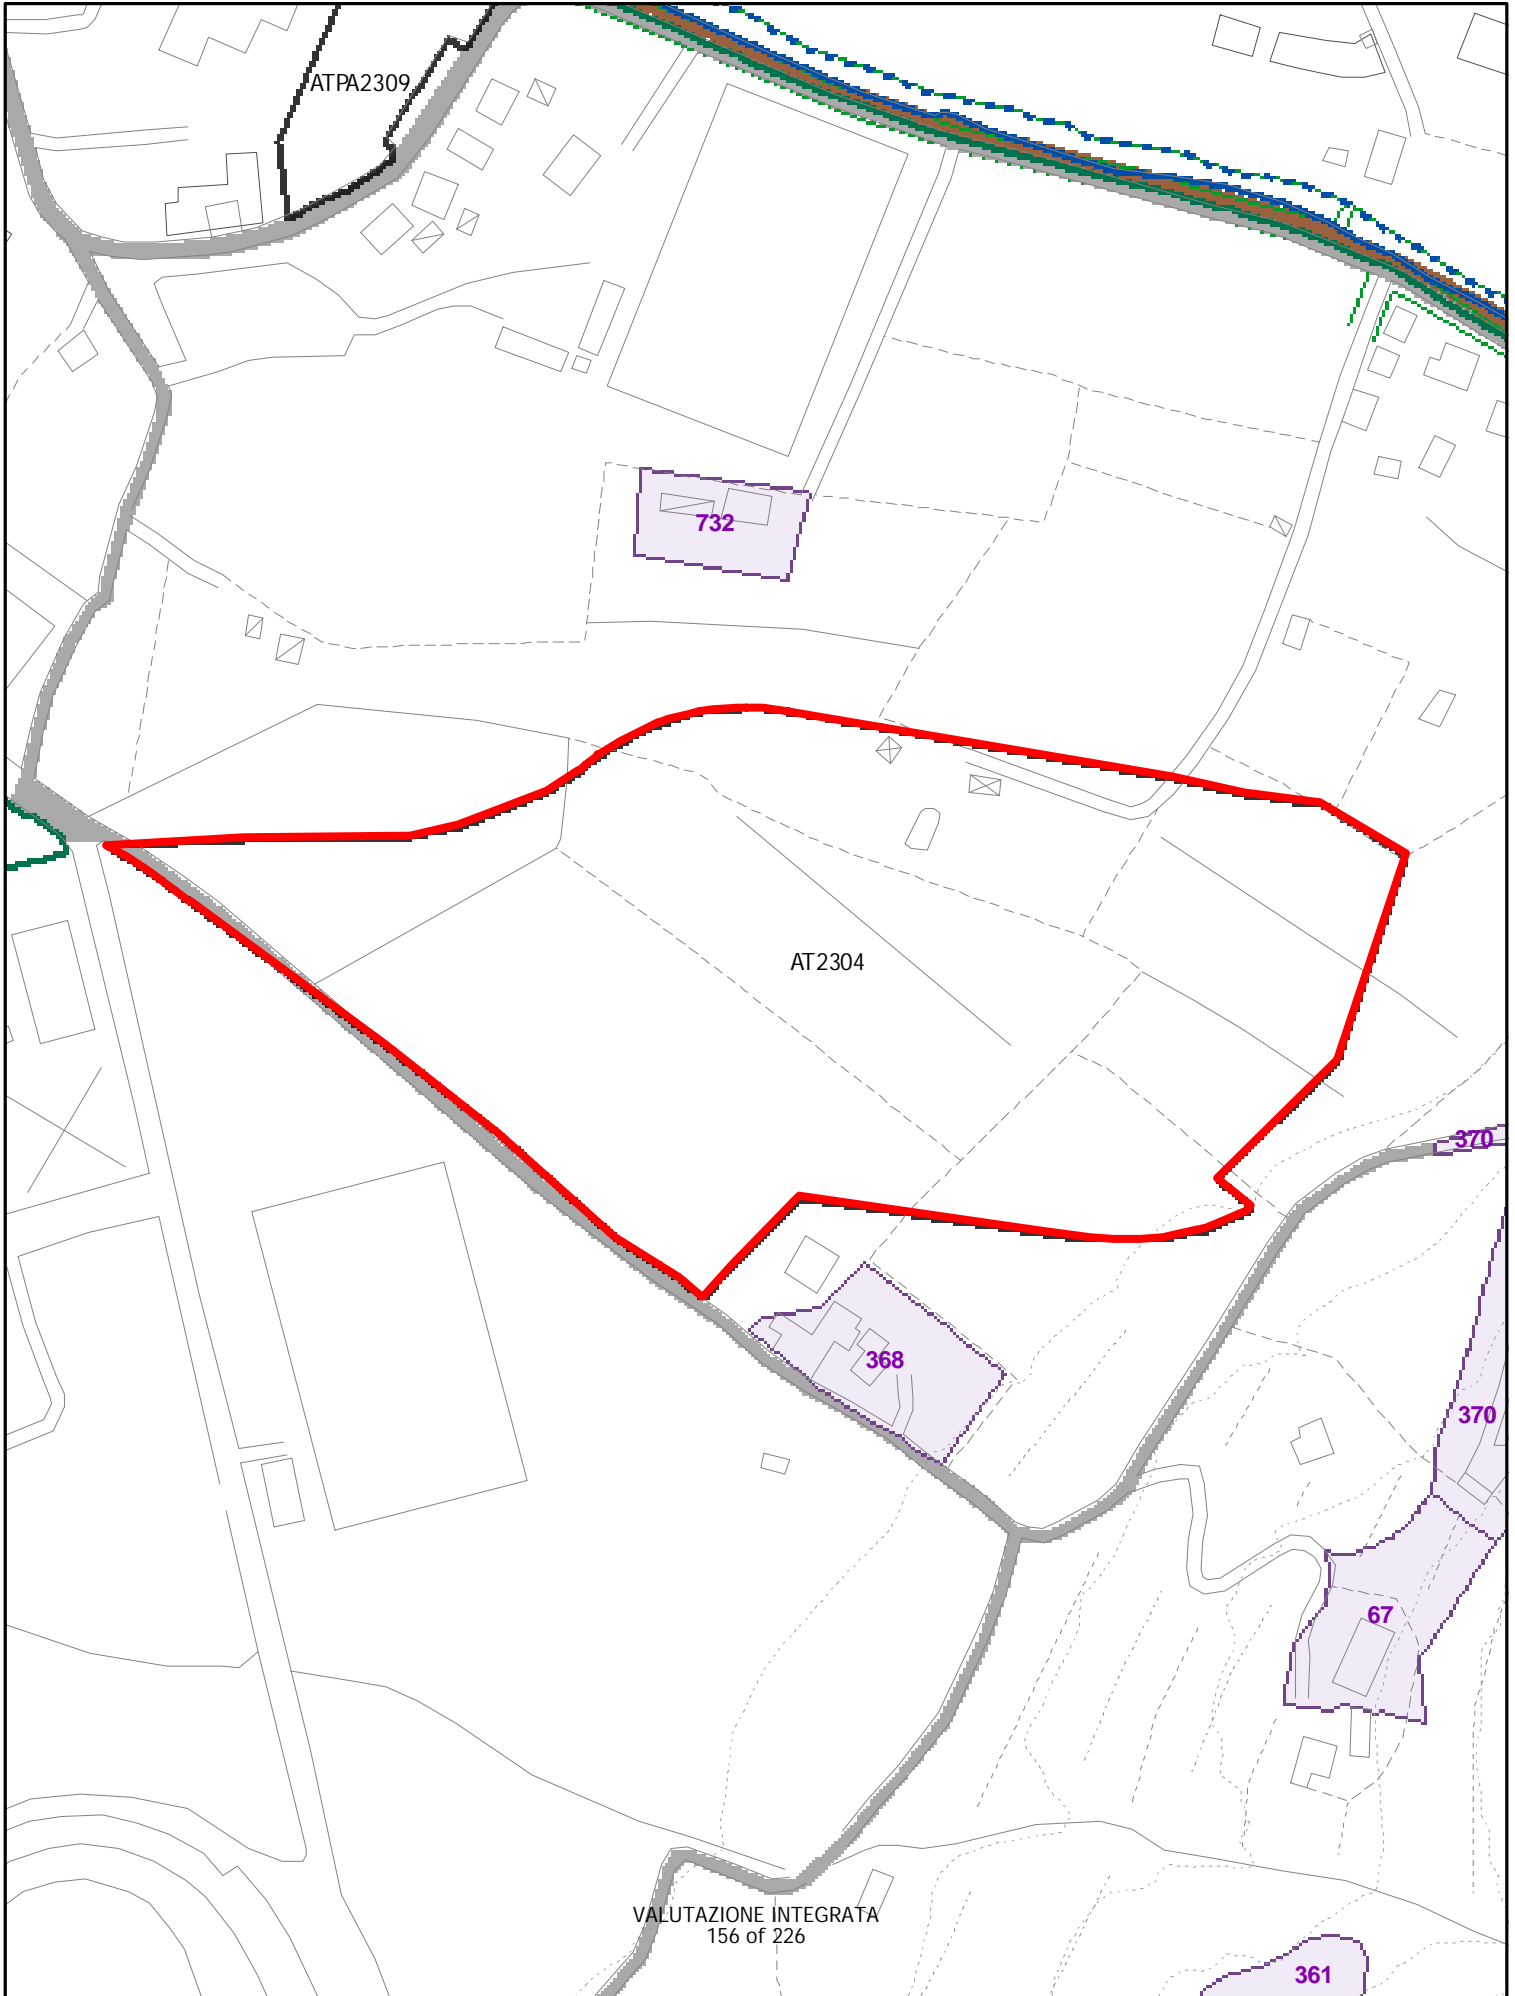 ATPA2309
732
AT2304
370
368
370
67
VALUTAZIONE INTEGRATA
156 of 226
361